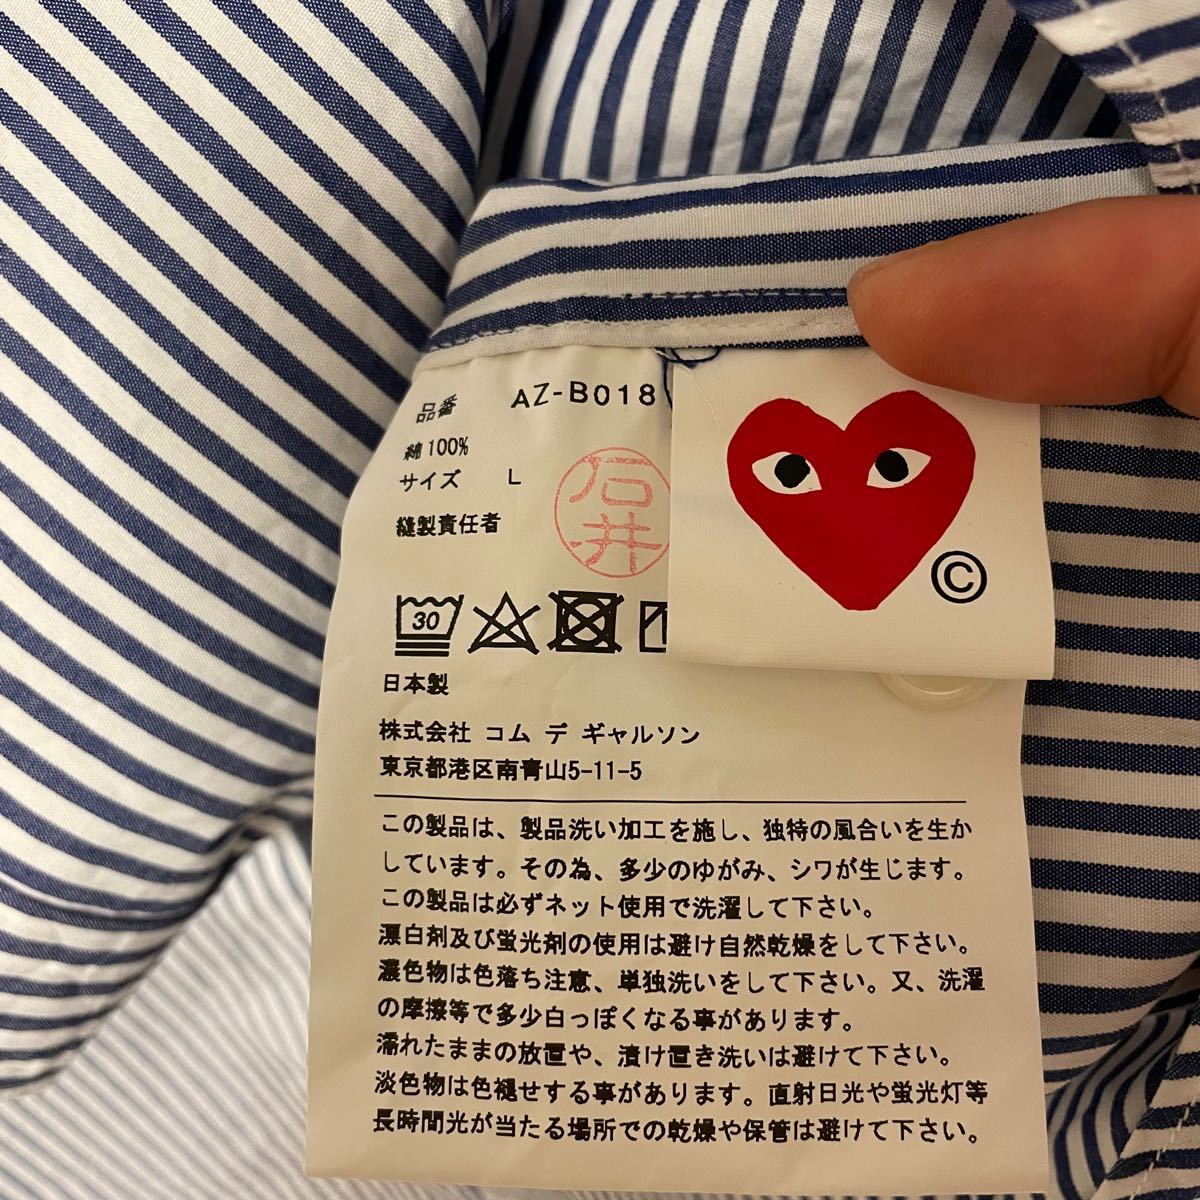 品番 AZ-B018
綿100%
サイズ L
縫製責任者
石井
30
日本製
株式会社 コム デ ギャルソン
東京都港区南青山5-11-5
この製品は、製品洗い加工を施し、独特の風合いを生か
しています。その為、多少のゆがみ、シワが生じます。
この製品は必ずネット使用で洗濯して下さい。
漂白剤及び蛍光剤の使用は避け自然乾燥をして下さい。
濃色物は色落ち注意、単独洗いをして下さい。又、洗濯
の摩擦等で多少白っぽくなる事があります。
濡れたままの放置や、漬け置き洗いは避けて下さい。
淡色物は色褪せする事があります。直射日光や蛍光灯等
長時間光が当たる場所での乾燥や保管は避けて下さい。
©